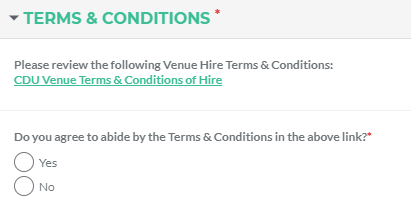 TERMS & CONDITIONS *
Please review the following Venue Hire Terms & Conditions:
CDU Venue Terms & Conditions of Hire
Do you agree to abide by the Terms & Conditions in the above link?*
Yes
No